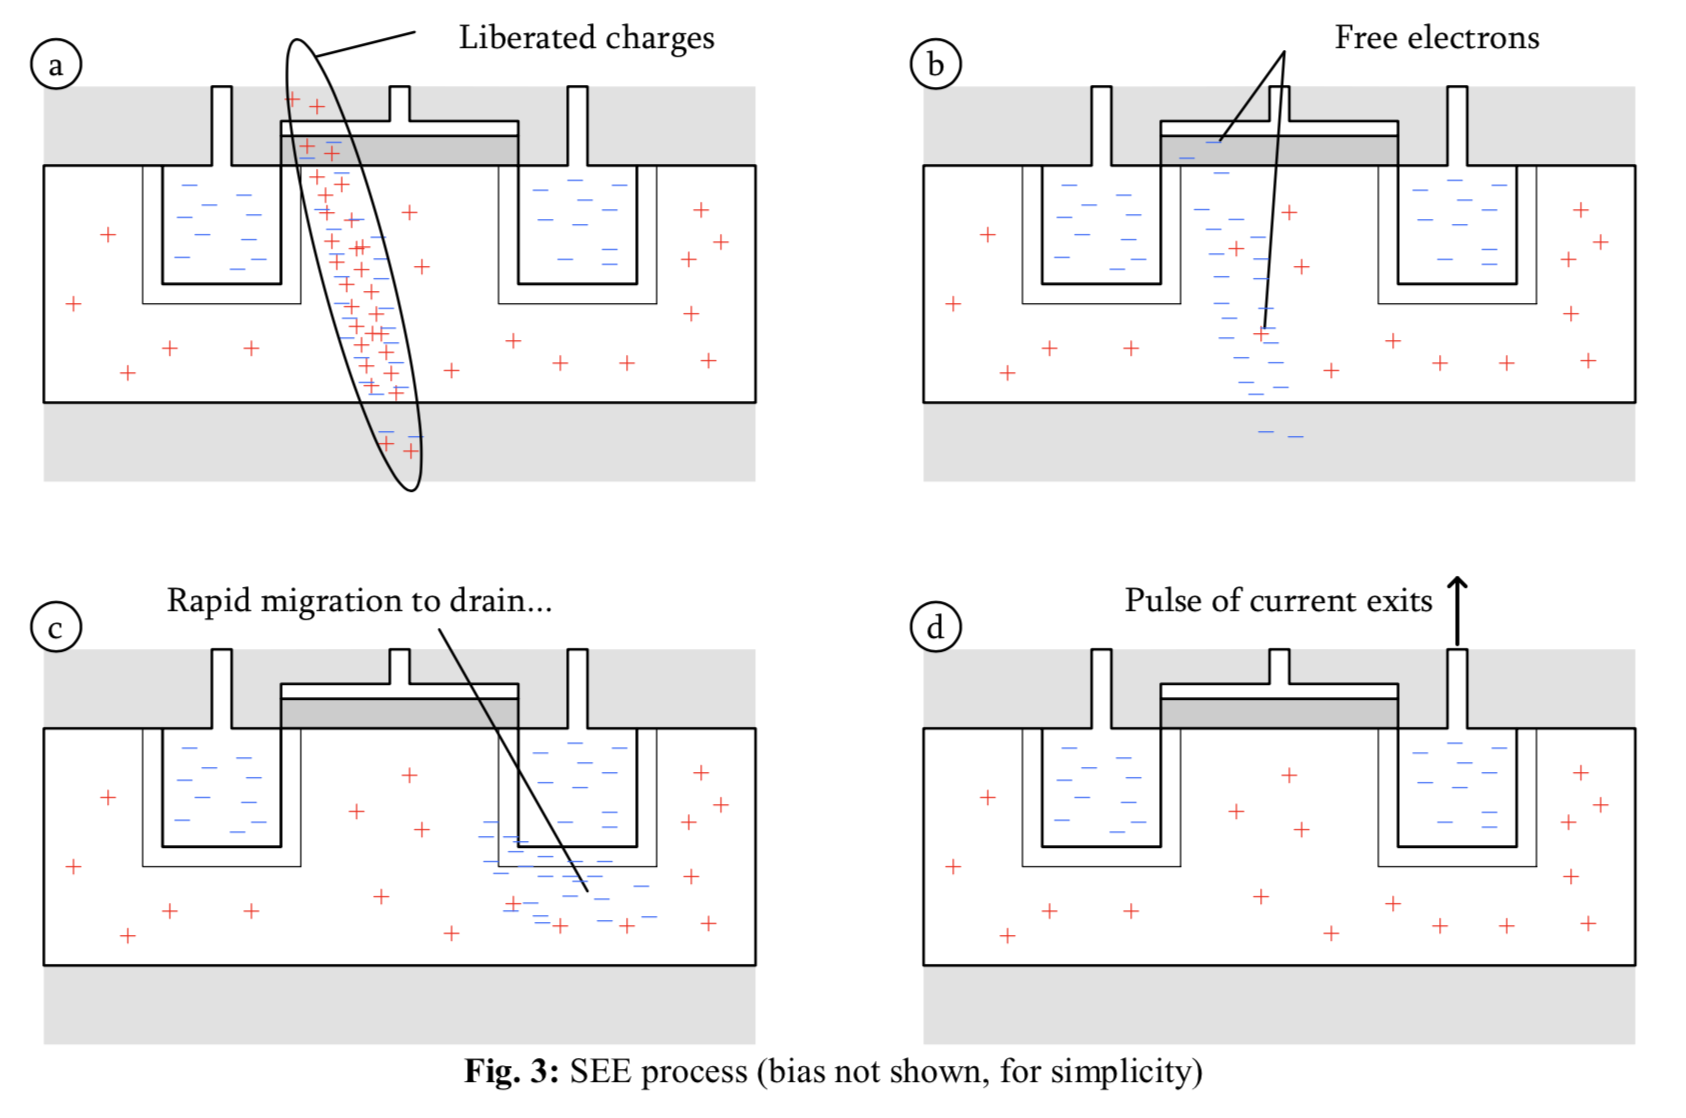 a
Liberated charges
b
Free electrons
c
Rapid migration to drain...
d
Pulse of current exits
Fig. 3: SEE process (bias not shown, for simplicity)